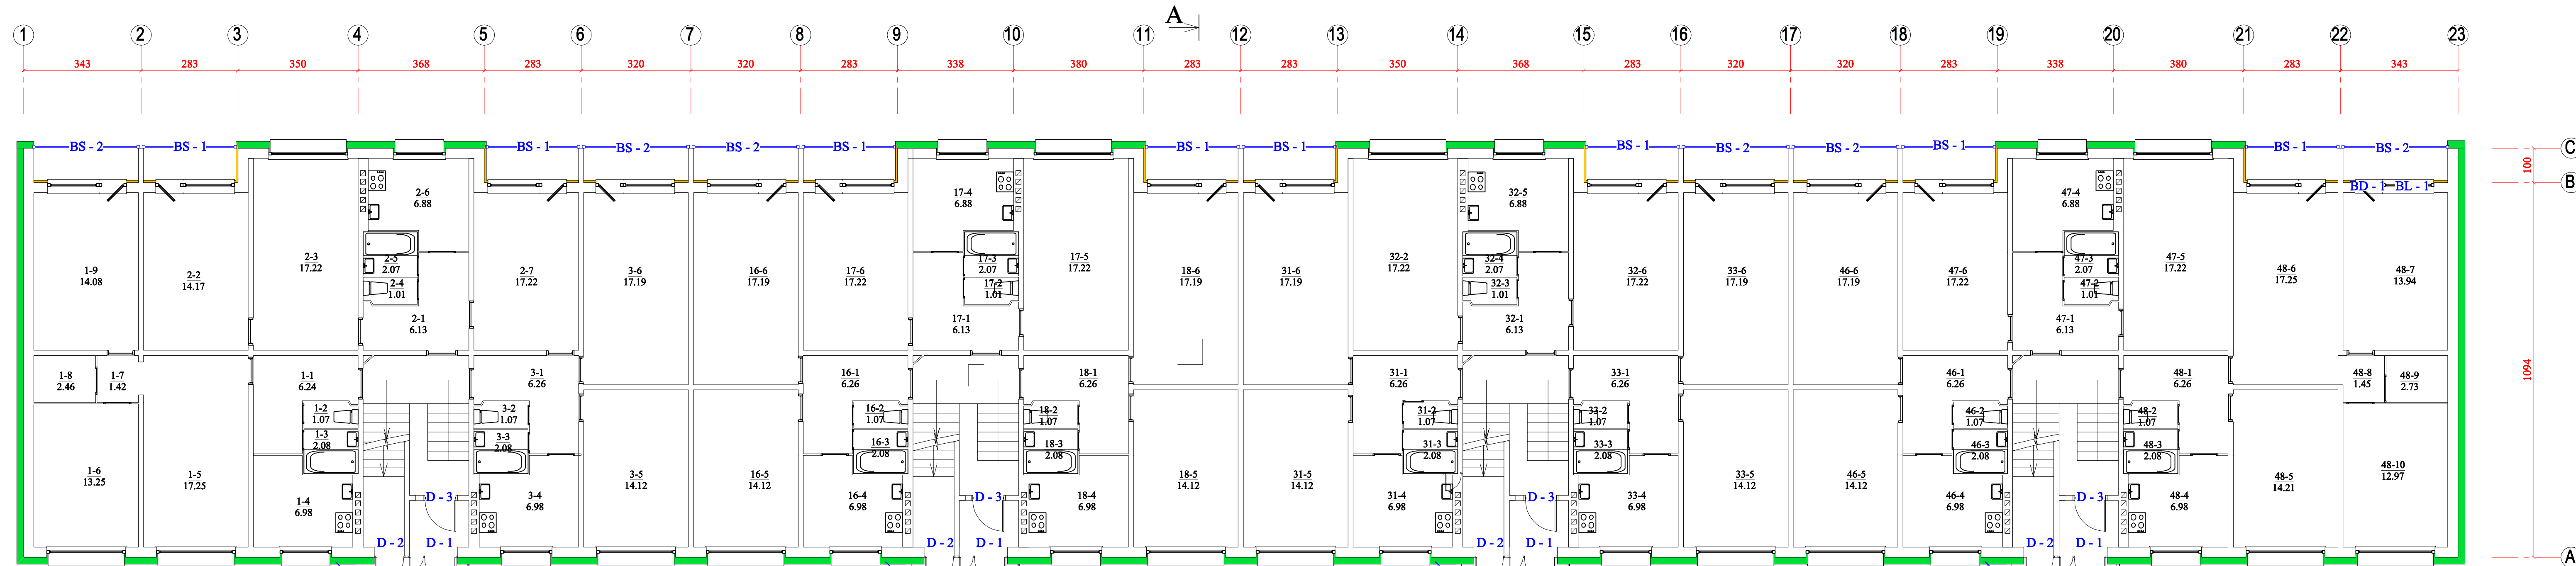 A
1 2 3 4 5 6 7 8 9 10 11 12 13 14 15 16 17 18 19 20 21 22 23
343 283 350 368 283 320 320 283 338 380 283 283 350 368 283 320 320 283 338 380 283 343
BS - 2 BS - 1 BS - 1 BS - 2 BS - 2 BS - 1 BS - 1 BS - 1 BS - 1 BS - 2 BS - 2 BS - 1 BS - 1 BS - 2
C
100
B
BD - 1 BL - 1
2-6 17-4 32-5 47-4
6.88 6.88 6.88 6.88
1-9 2-2 2-3 2-5 2-7 3-6 16-6 17-6 17-3 17-5 18-6 31-6 32-2 32-4 32-6 33-6 46-6 47-6 47-3 47-5 48-6 48-7
14.08 14.17 17.22 2.07 17.22 17.19 17.19 17.22 2.07 17.22 17.19 17.19 17.22 2.07 17.22 17.19 17.19 17.22 2.07 17.22 17.25 13.94
2-4 17-2 32-3 47-2
1.01 1.01 1.01 1.01
2-1 17-1 32-1 47-1
6.13 6.13 6.13 6.13
1-8 1-7 1-1 3-1 16-1 18-1 31-1 33-1 46-1 48-1 48-8 48-9
2.46 1.42 6.24 6.26 6.26 6.26 6.26 6.26 6.26 6.26 1.45 2.73
1094
1-2 3-2 16-2 18-2 31-2 33-2 46-2 48-2
1.07 1.07 1.07 1.07 1.07 1.07 1.07 1.07
1-3 3-3 16-3 18-3 31-3 33-3 46-3 48-3
2.08 2.08 2.08 2.08 2.08 2.08 2.08 2.08
1-6 1-5 3-5 16-5 18-5 31-5 33-5 46-5 48-5 48-10
13.25 17.25 14.12 14.12 14.12 14.12 14.12 14.12 14.21 12.97
1-4 3-4 16-4 18-4 31-4 33-4 46-4 48-4
6.98 6.98 6.98 6.98 6.98 6.98 6.98 6.98
D - 3 D - 3 D - 3 D - 3
D - 2 D - 1 D - 2 D - 1 D - 2 D - 1 D - 2 D - 1
A